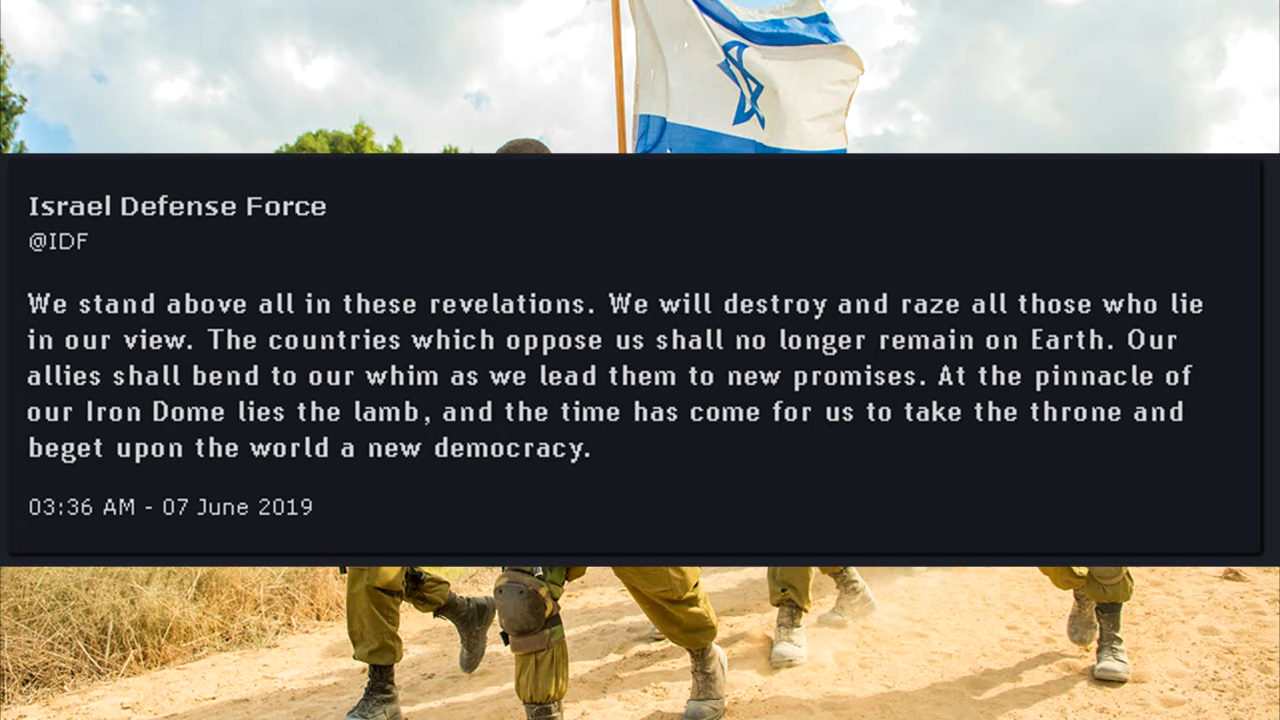 Israel Defense Force
@IDF
We stand above all in these revelations. We will destroy and raze all those who lie
in our view. The countries which oppose us shall no longer remain on Earth. Our
allies shall bend to our whim as we lead them to new promises. At the pinnacle of
our Iron Dome lies the lamb, and the time has come for us to take the throne and
beget upon the world a new democracy.
03:36 AM - 07 June 2019